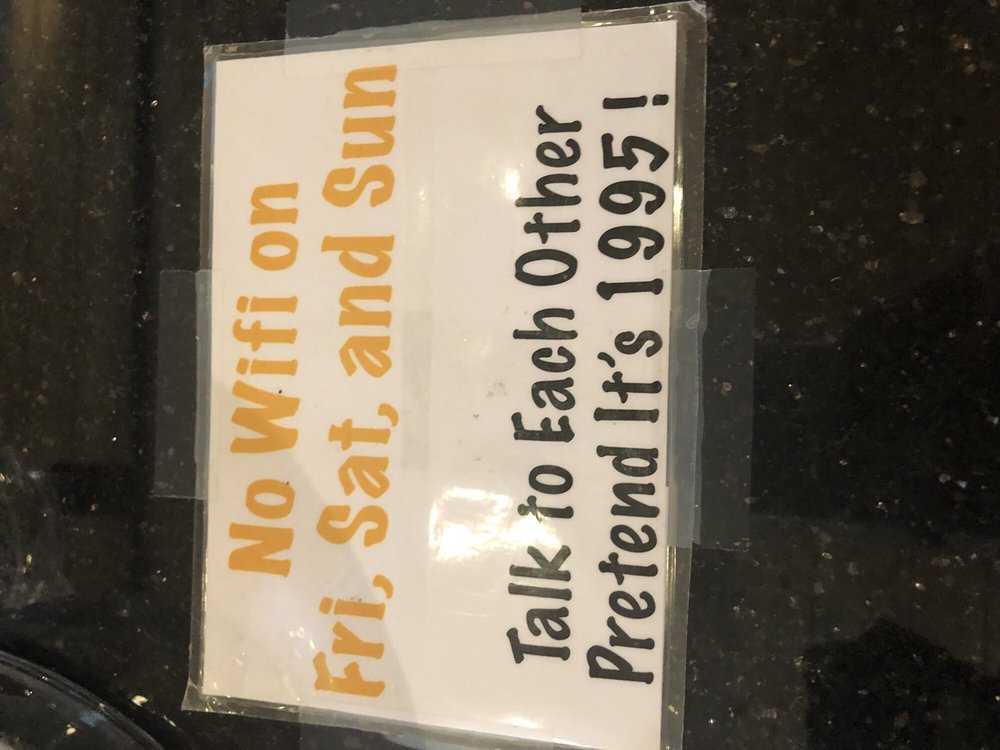 No Wifi on
Fri, Sat, and Sun
Talk to Each Other
Pretend It's 1995!